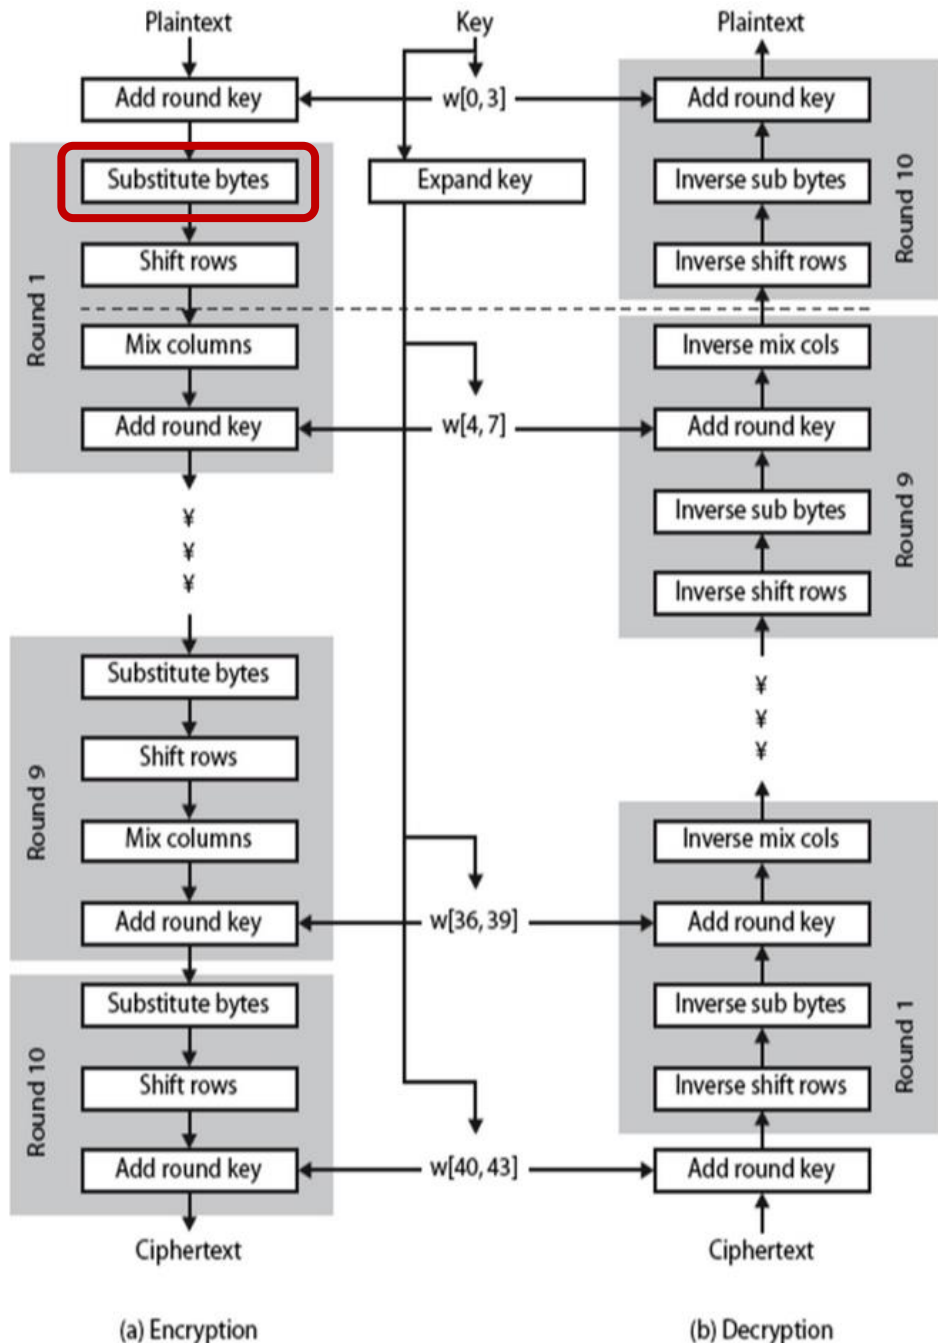 Plaintext
Key
Plaintext
Add round key
w[0, 3]
Add round key
Substitute bytes
Expand key
Inverse sub bytes
Round 10
Shift rows
Inverse shift rows
Round 1
Mix columns
Inverse mix cols
Add round key
w[4, 7]
Add round key
¥
Inverse sub bytes
Round 9
¥
¥
Inverse shift rows
Substitute bytes
¥
Shift rows
¥
¥
Round 9
Mix columns
Inverse mix cols
Add round key
w[36, 39]
Add round key
Substitute bytes
Inverse sub bytes
Round 1
Shift rows
Inverse shift rows
Round 10
Add round key
w[40, 43]
Add round key
Ciphertext
Ciphertext
(a) Encryption
(b) Decryption